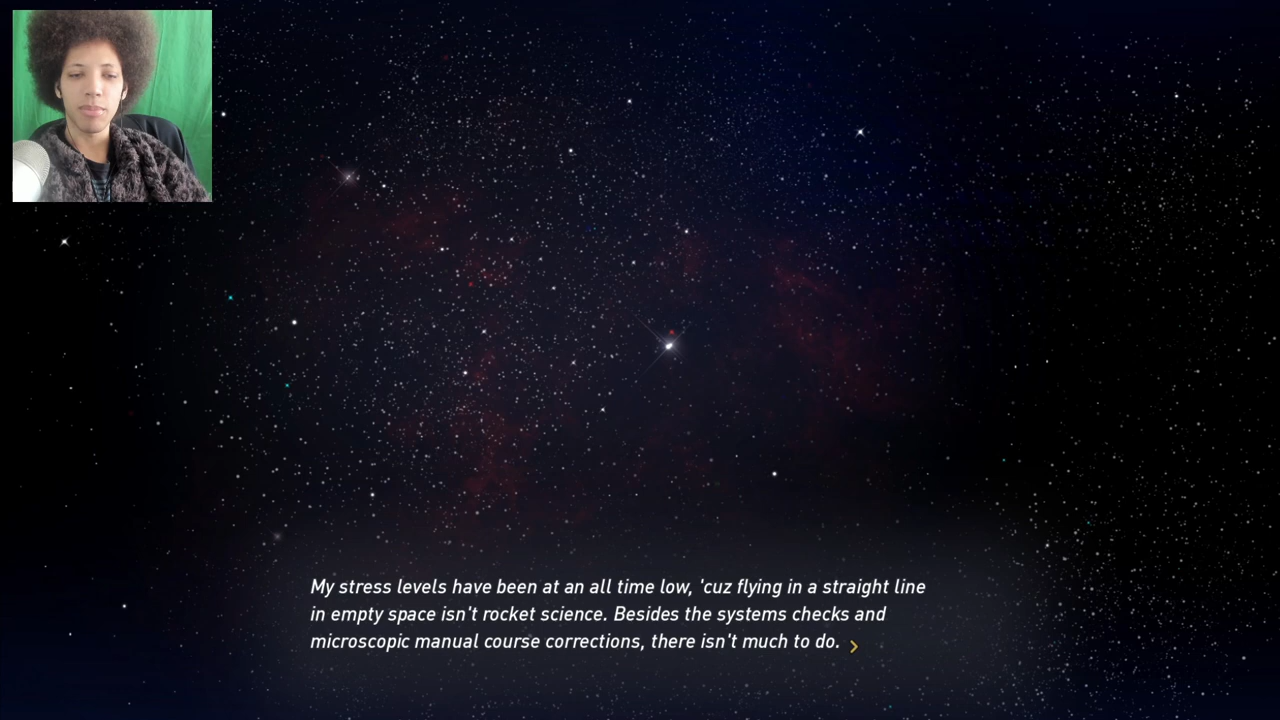 My stress levels have been at an all time low, 'cuz flying in a straight line
in empty space isn't rocket science. Besides the systems checks and
microscopic manual course corrections, there isn't much to do.